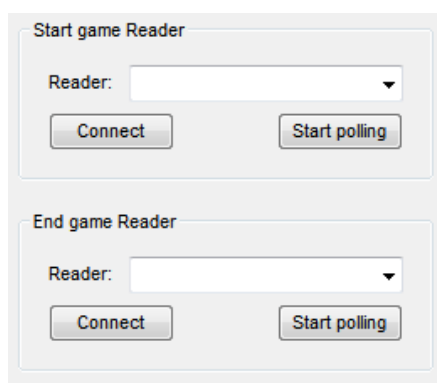 Start game Reader
Reader:
Connect Start polling
End game Reader
Reader:
Connect Start polling